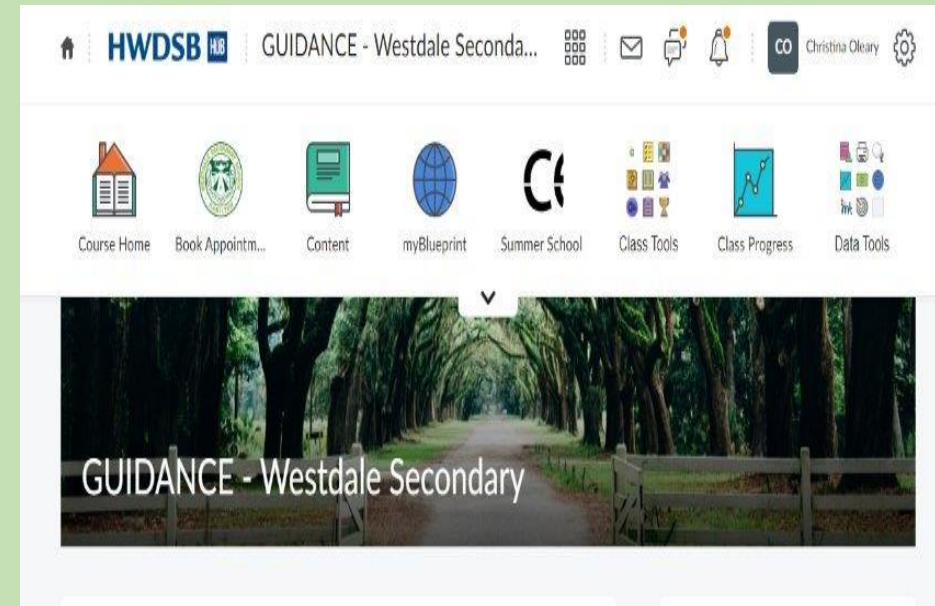 HWDSB HUB GUIDANCE - Westdale Seconda... CO Christina Oleary
Course Home Book Appointm... Content myBlueprint Summer School Class Tools Class Progress Data Tools
GUIDANCE - Westdale Secondary